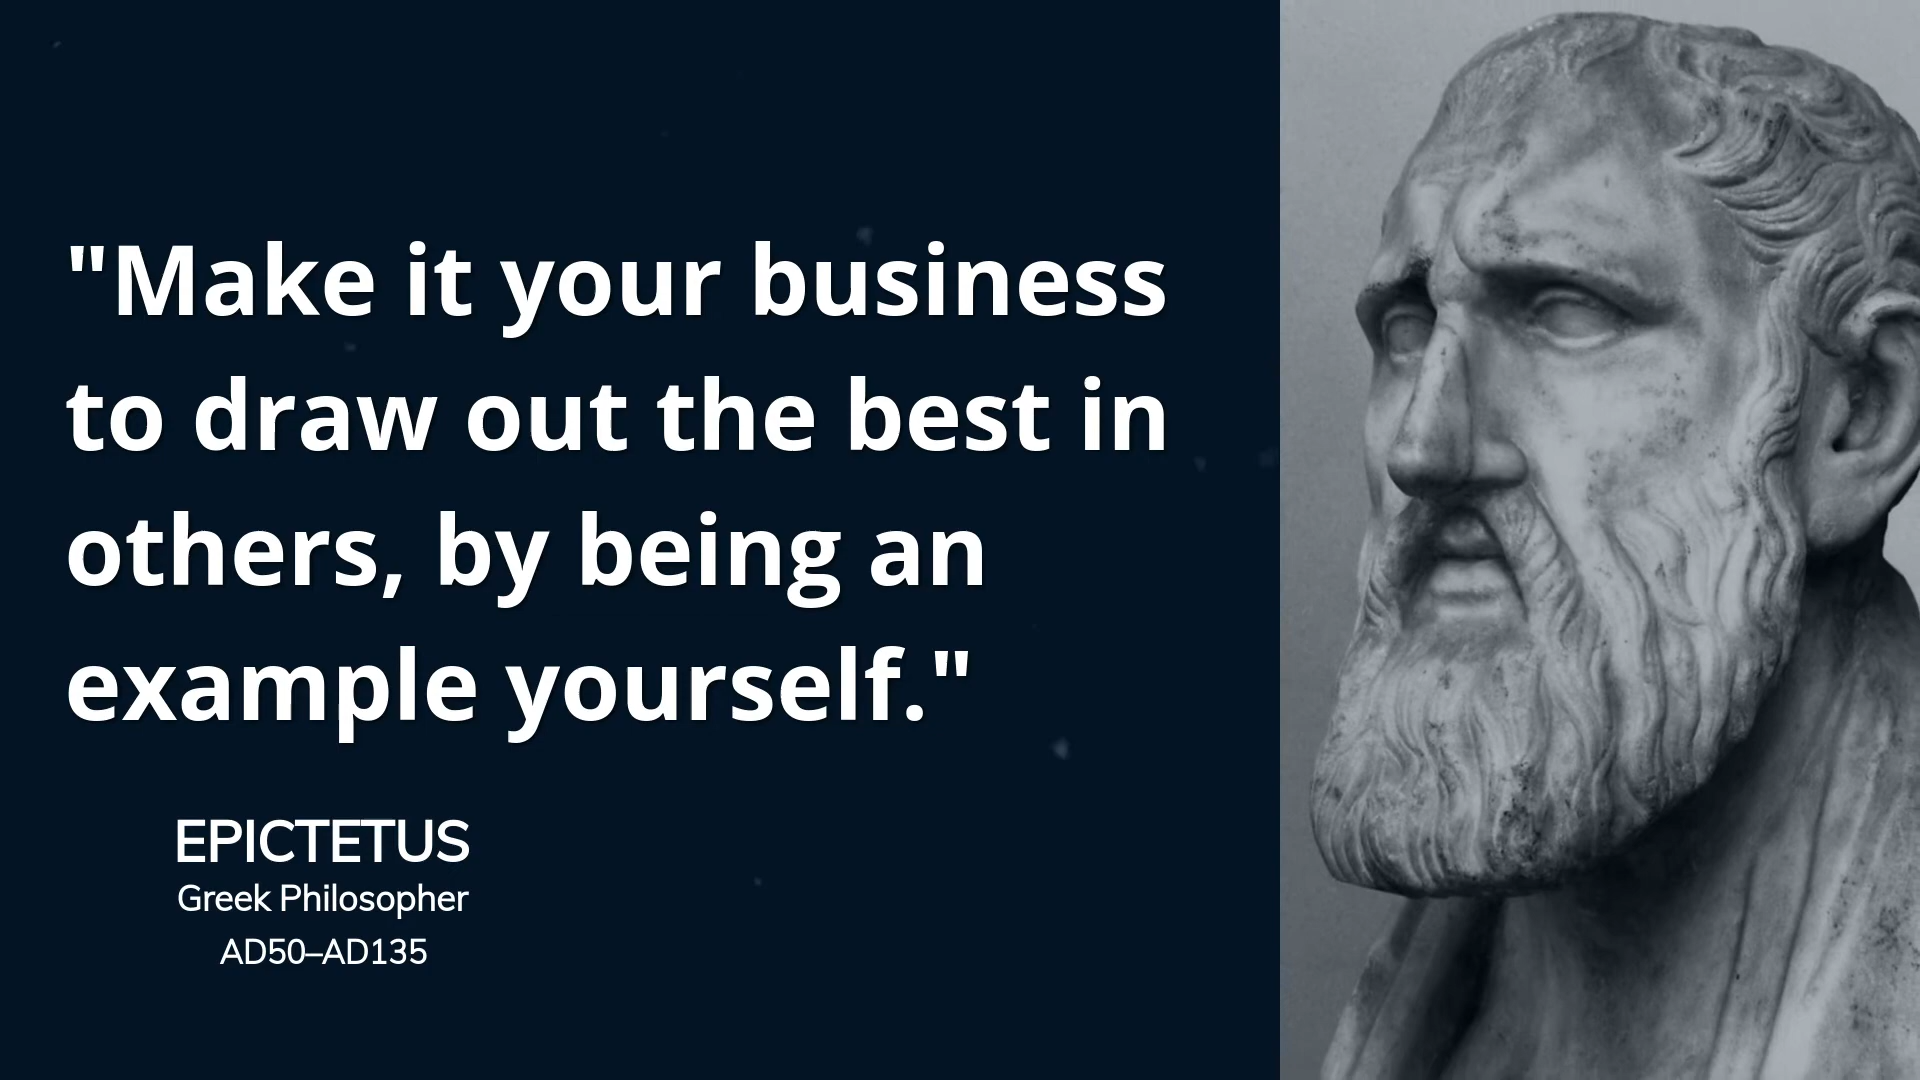 "Make it your business
to draw out the best in
others, by being an
example yourself."
EPICTETUS
Greek Philosopher
AD50–AD135